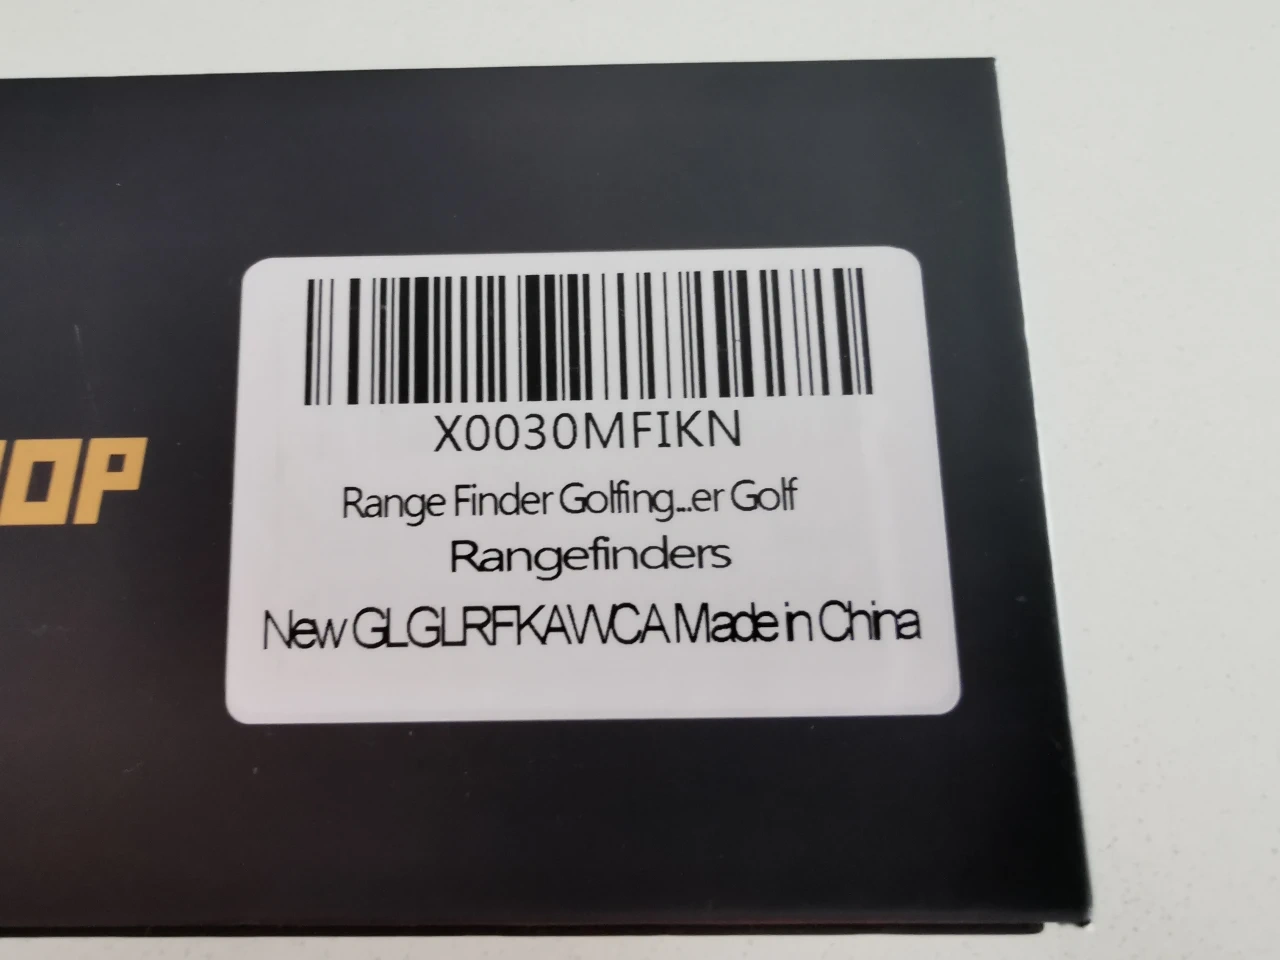 X0030MFIKN
Range Finder Golfing...er Golf
Rangefinders
New GLGLRFKAWCA Made in China